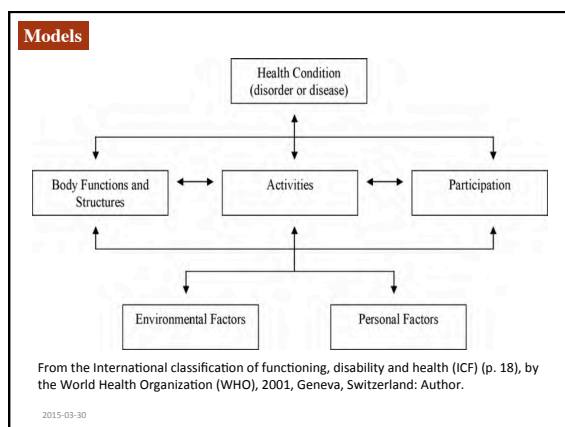 Models
Health Condition
(disorder or disease)
Body Functions and
Structures
Activities
Participation
Environmental Factors
Personal Factors
From the International classification of functioning, disability and health (ICF) (p. 18), by
the World Health Organization (WHO), 2001, Geneva, Switzerland: Author.
2015-03-30